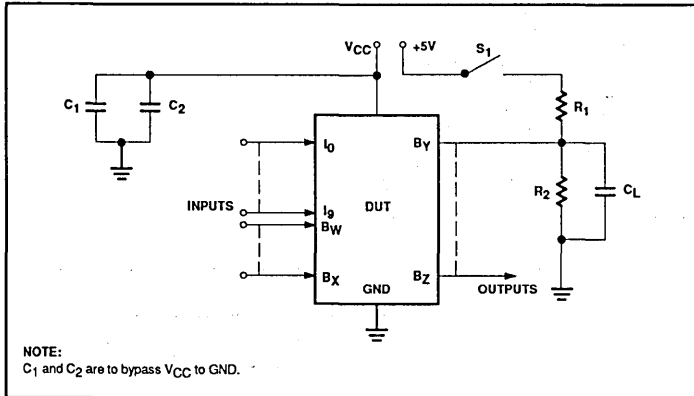 VCC +5V S1
C1 C2 R1
I0 BY
R2 CL
INPUTS I9 DUT
BW
BX GND BZ OUTPUTS
NOTE:
C1 and C2 are to bypass VCC to GND.